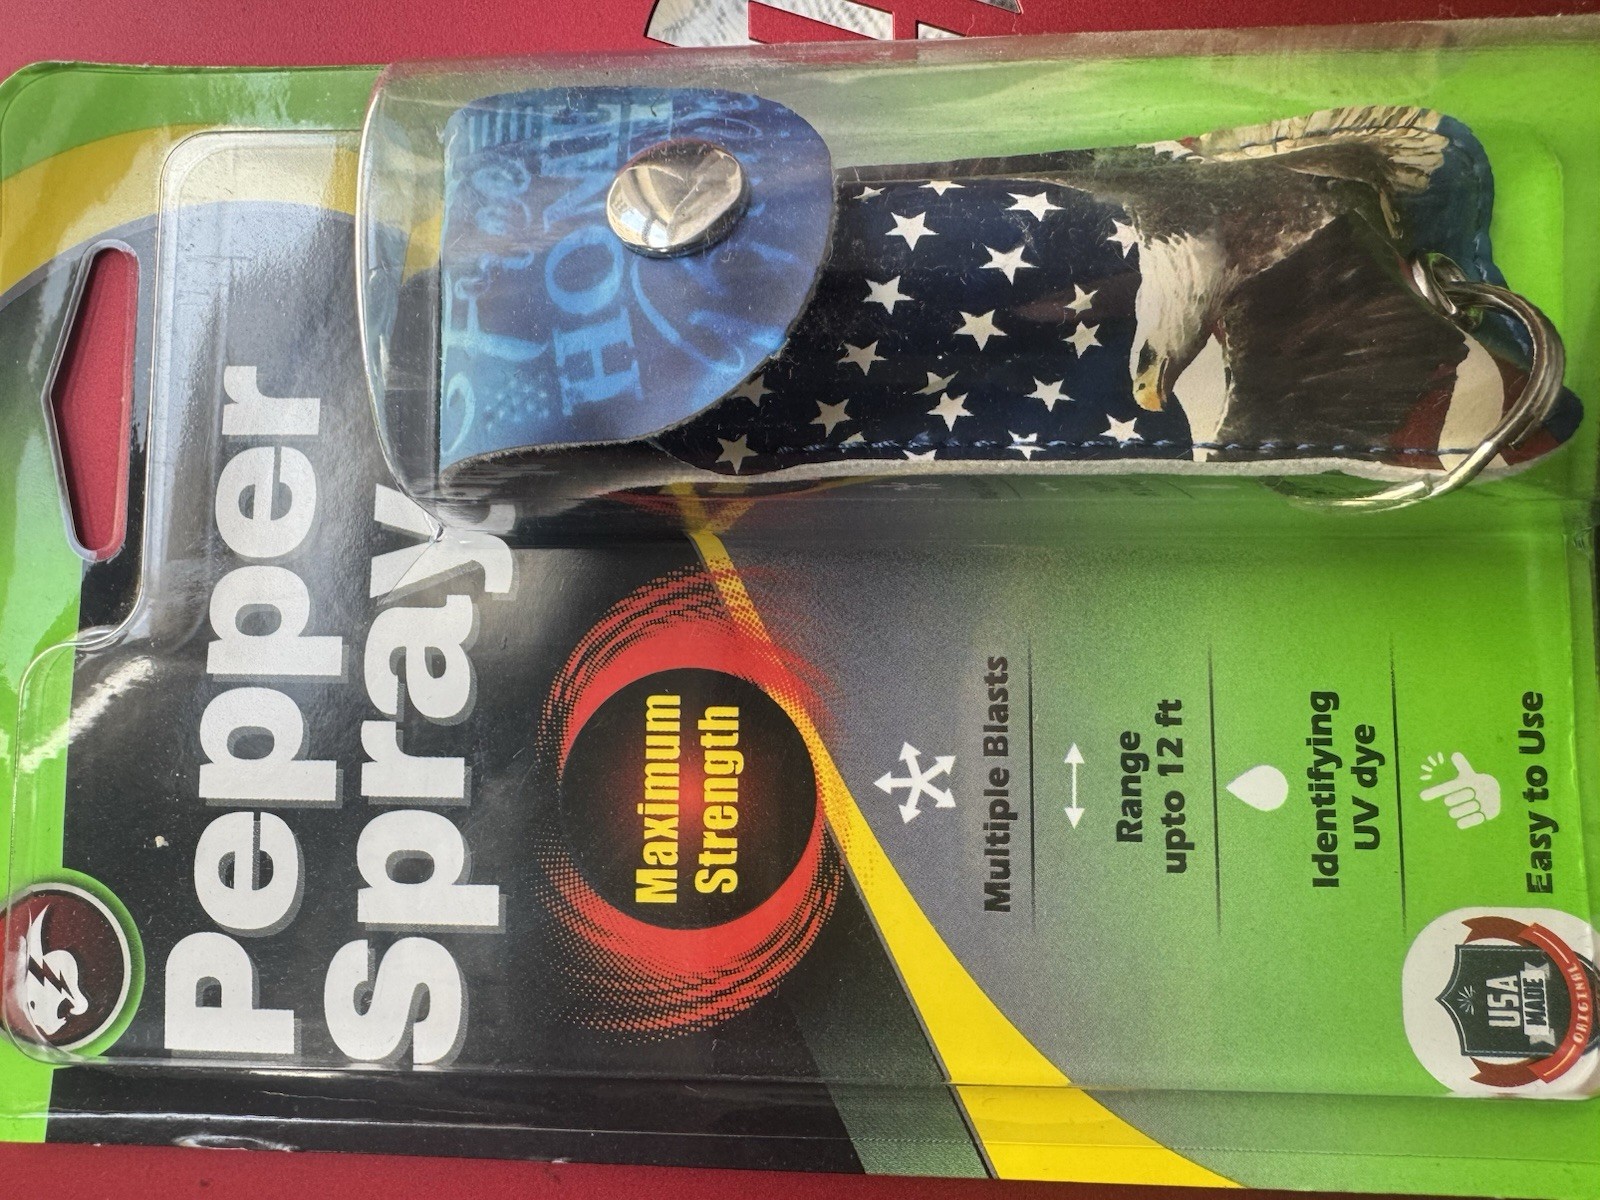 Pepper
Spray
Maximum
Strength
Multiple Blasts
Range
upto 12 ft
Identifying
UV dye
Easy to Use
USA
MADE
ORIGINAL
HOME
Free